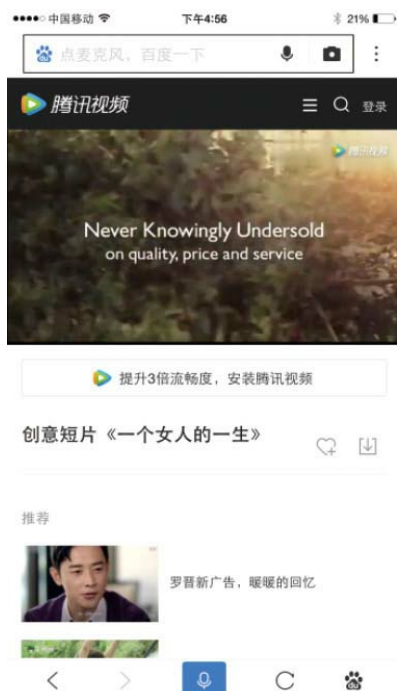 中国移动
下午4:56
21%
点麦克风，百度一下
腾讯视频
登录
腾讯视频
Never Knowingly Undersold
on quality, price and service
提升3倍流畅度，安装腾讯视频
创意短片《一个女人的一生》
推荐
罗晋新广告，暖暖的回忆